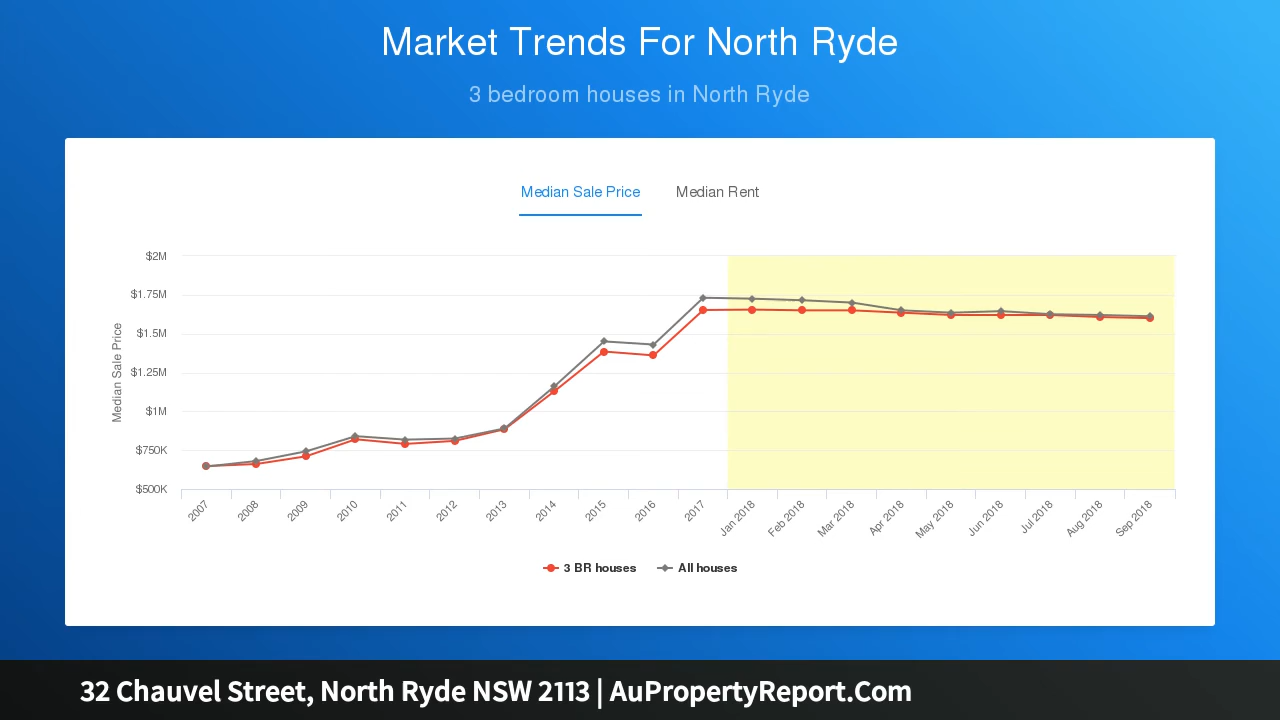 Market Trends For North Ryde
3 bedroom houses in North Ryde
Median Sale Price
Median Rent
Median Sale Price
$2M
$1.75M
$1.5M
$1.25M
$1M
$750K
$500K
2007
2008
2009
2010
2011
2012
2013
2014
2015
2016
2017
Jan 2018
Feb 2018
Mar 2018
Apr 2018
May 2018
Jun 2018
Jul 2018
Aug 2018
Sep 2018
3 BR houses
All houses
32 Chauvel Street, North Ryde NSW 2113 | AuPropertyReport.Com